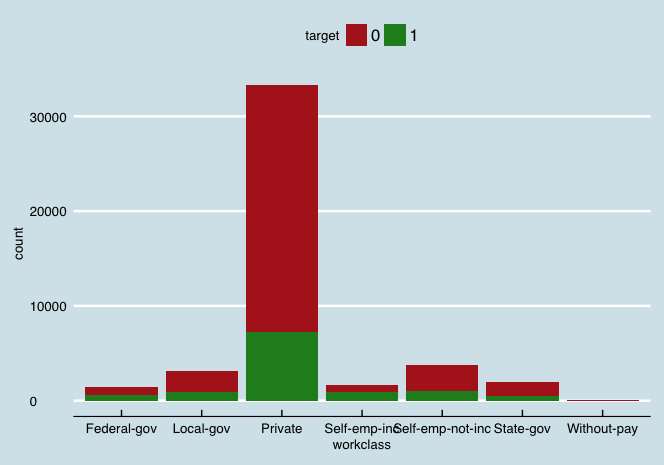 target 0 1
30000
20000
10000
0
count
Federal-gov Local-gov Private Self-emp-inc Self-emp-not-inc State-gov Without-pay
workclass